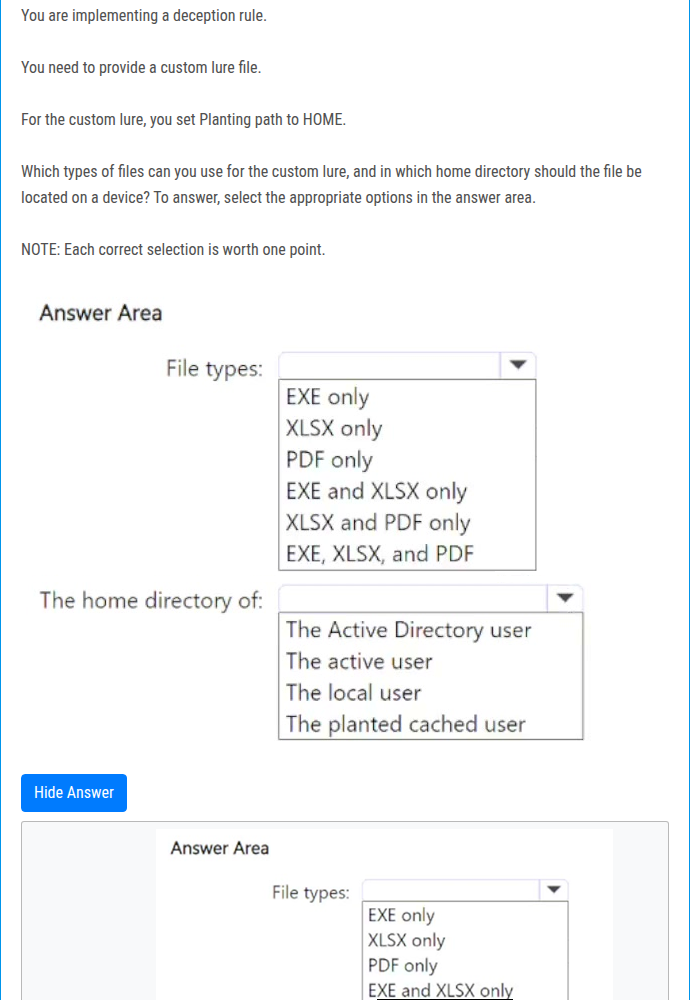 You are implementing a deception rule.
You need to provide a custom lure file.
For the custom lure, you set Planting path to HOME.
Which types of files can you use for the custom lure, and in which home directory should the file be
located on a device? To answer, select the appropriate options in the answer area.
NOTE: Each correct selection is worth one point.
Answer Area
File types:
EXE only
XLSX only
PDF only
EXE and XLSX only
XLSX and PDF only
EXE, XLSX, and PDF
The home directory of:
The Active Directory user
The active user
The local user
The planted cached user
Hide Answer
Answer Area
File types:
EXE only
XLSX only
PDF only
EXE and XLSX only